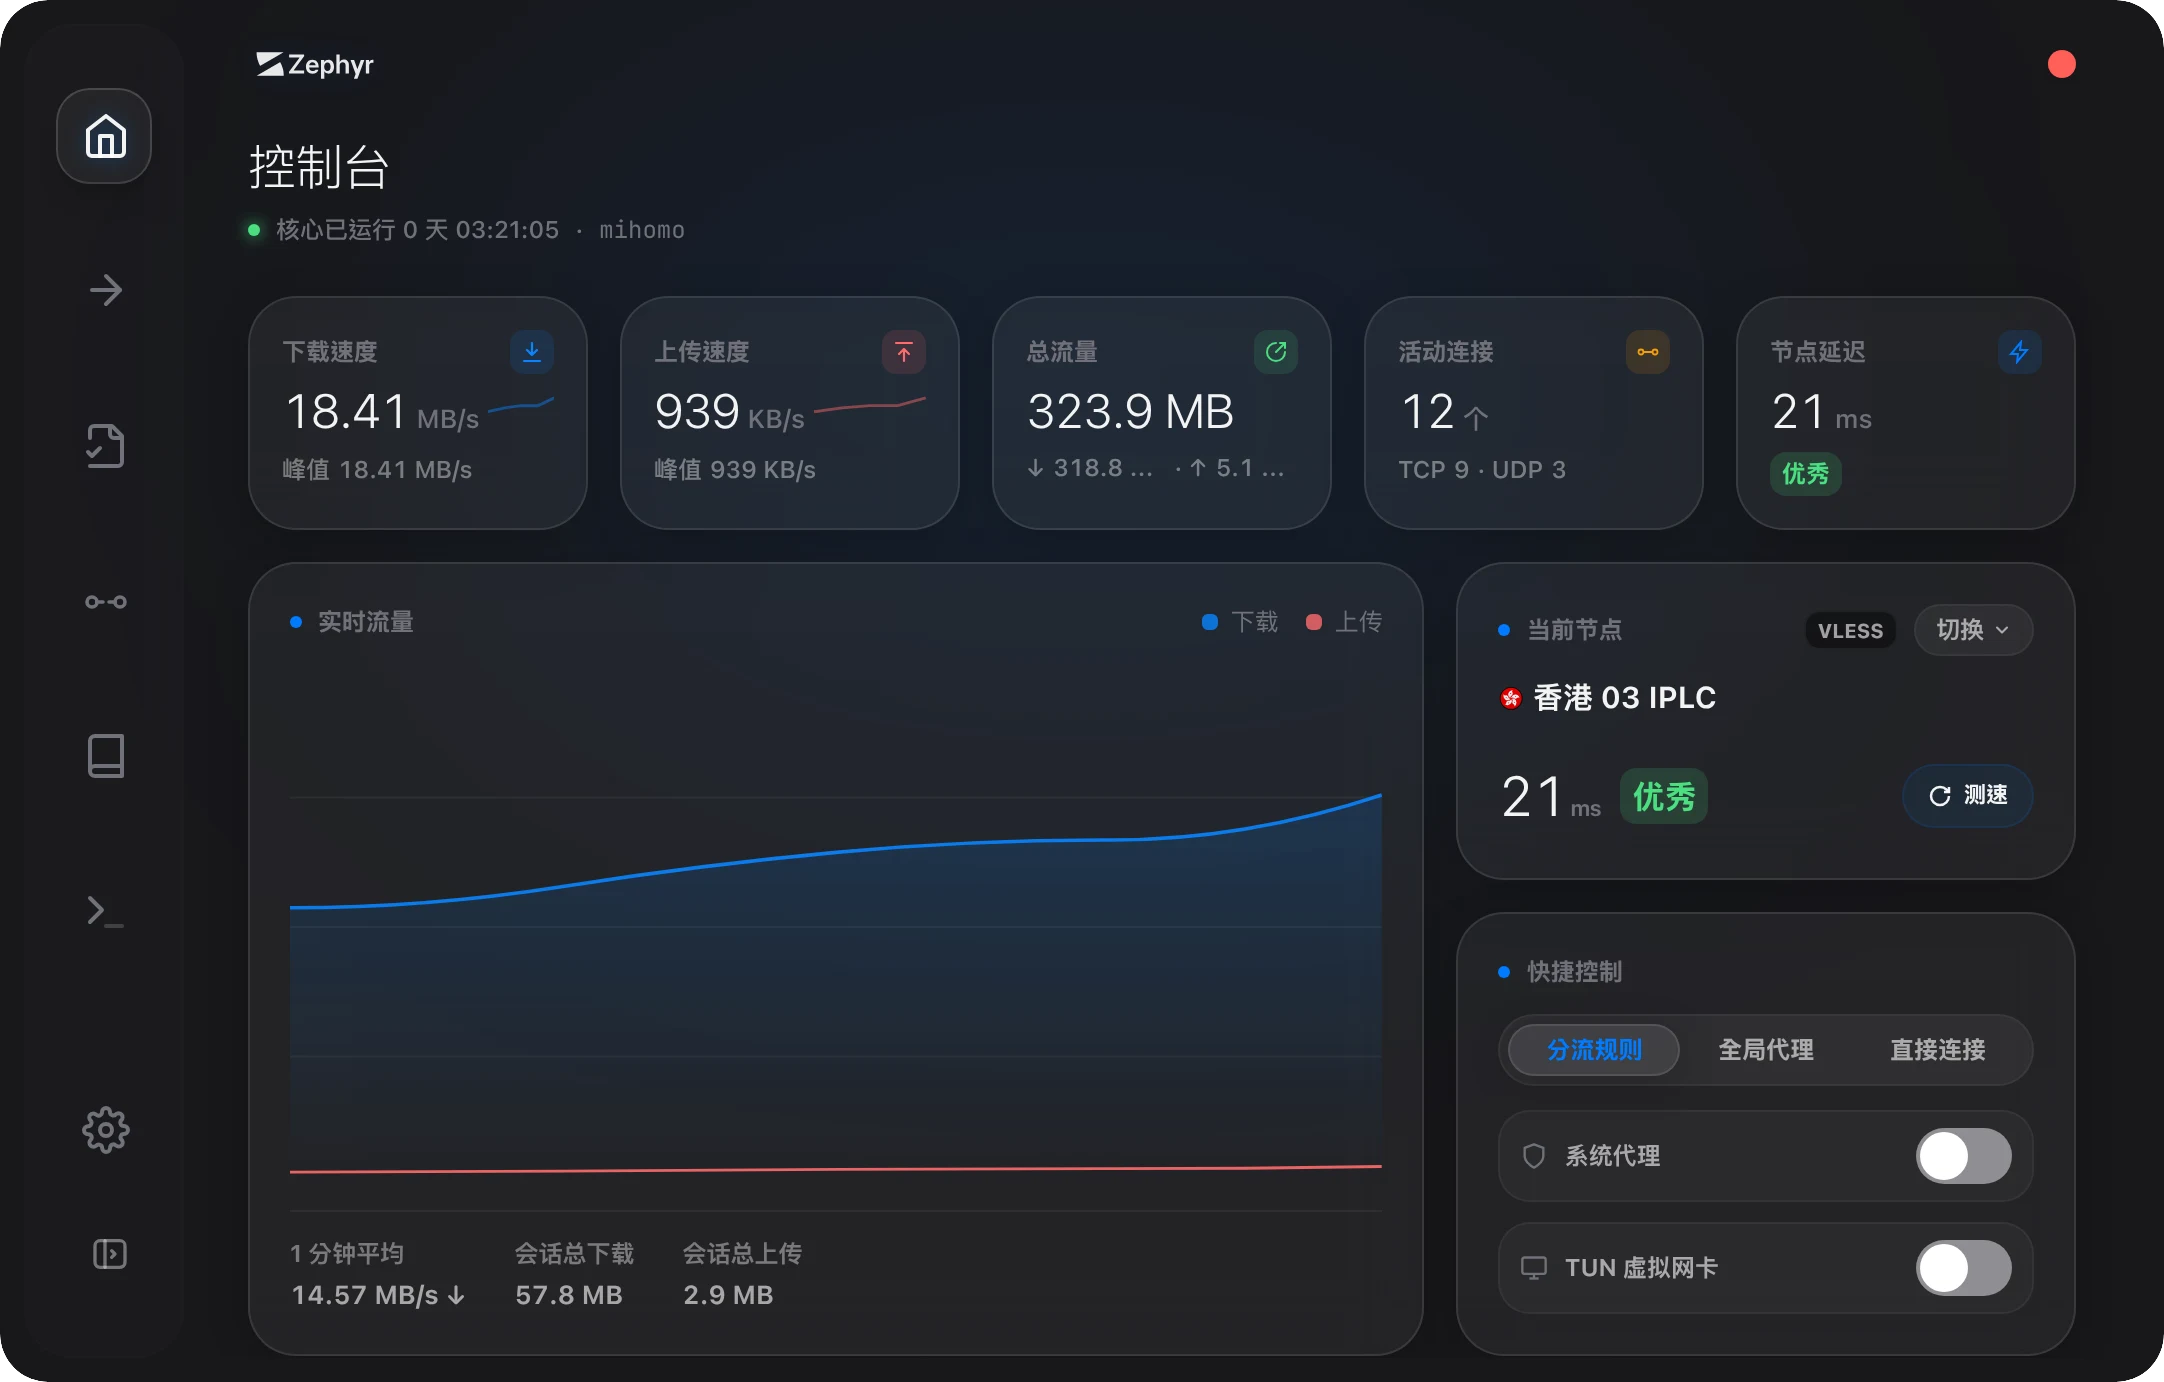 Zephyr
控制台
核心已运行 0 天 03:21:05 · mihomo
下载速度
18.41 MB/s
峰值 18.41 MB/s
上传速度
939 KB/s
峰值 939 KB/s
总流量
323.9 MB
↓ 318.8 ... · ↑ 5.1 ...
活动连接
12 个
TCP 9 · UDP 3
节点延迟
21 ms
优秀
实时流量
下载 上传
1 分钟平均
14.57 MB/s ↓
会话总下载
57.8 MB
会话总上传
2.9 MB
当前节点
VLESS
切换
香港 03 IPLC
21 ms
优秀
测速
快捷控制
分流规则 全局代理 直接连接
系统代理
TUN 虚拟网卡